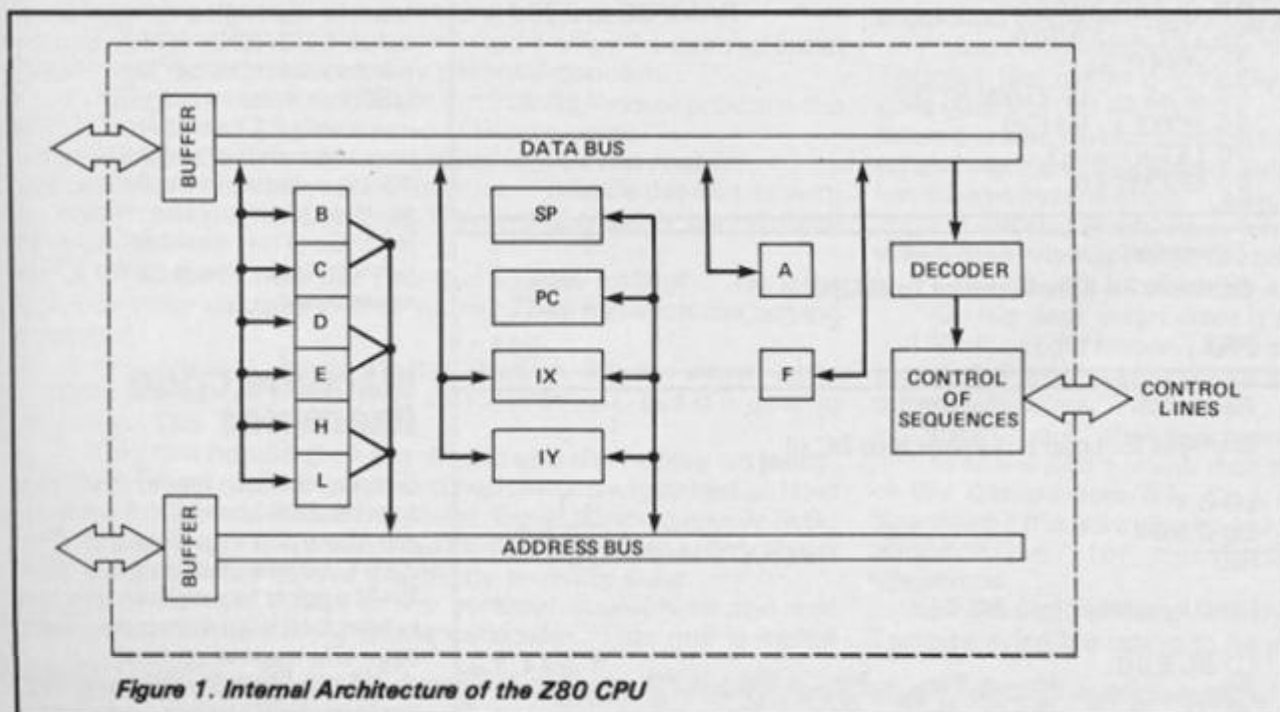 BUFFER
DATA BUS
B
C
D
E
H
L
SP
PC
IX
IY
A
F
DECODER
CONTROL
OF
SEQUENCES
CONTROL
LINES
BUFFER
ADDRESS BUS
Figure 1. Internal Architecture of the Z80 CPU